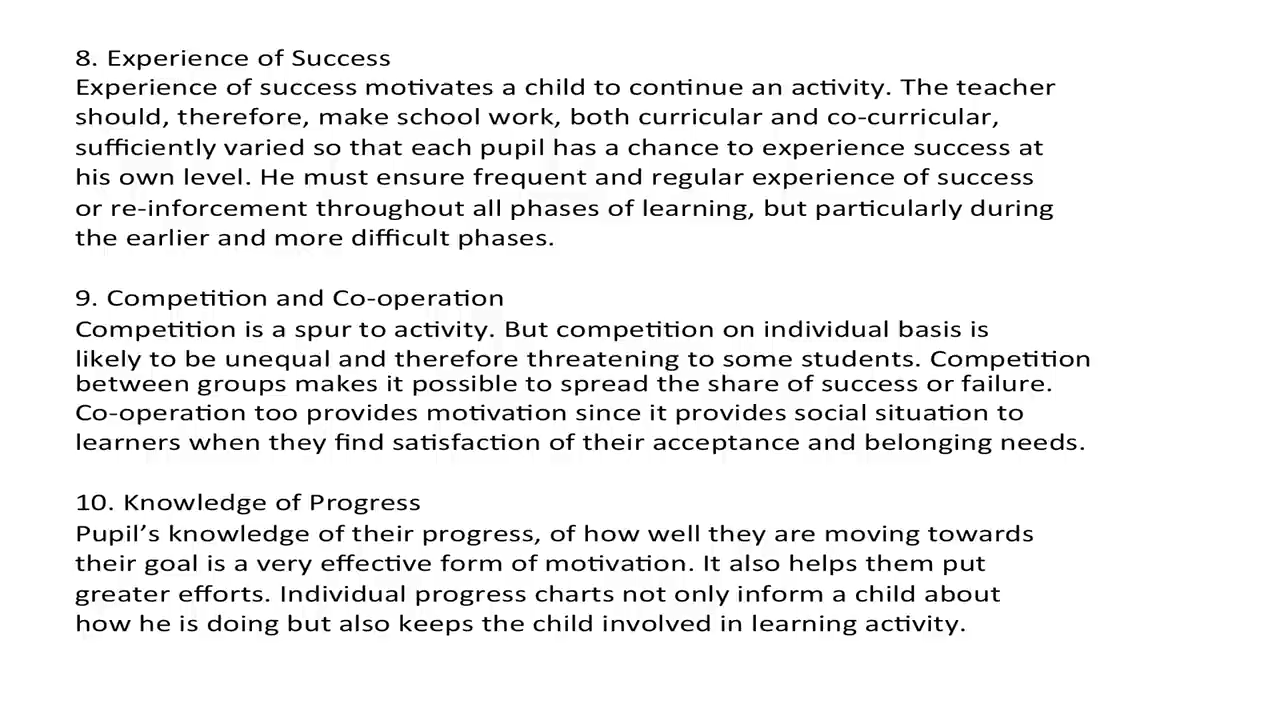 8. Experience of Success
Experience of success motivates a child to continue an activity. The teacher
should, therefore, make school work, both curricular and co-curricular,
sufficiently varied so that each pupil has a chance to experience success at
his own level. He must ensure frequent and regular experience of success
or re-inforcement throughout all phases of learning, but particularly during
the earlier and more difficult phases.
9. Competition and Co-operation
Competition is a spur to activity. But competition on individual basis is
likely to be unequal and therefore threatening to some students. Competition
between groups makes it possible to spread the share of success or failure.
Co-operation too provides motivation since it provides social situation to
learners when they find satisfaction of their acceptance and belonging needs.
10. Knowledge of Progress
Pupil’s knowledge of their progress, of how well they are moving towards
their goal is a very effective form of motivation. It also helps them put
greater efforts. Individual progress charts not only inform a child about
how he is doing but also keeps the child involved in learning activity.